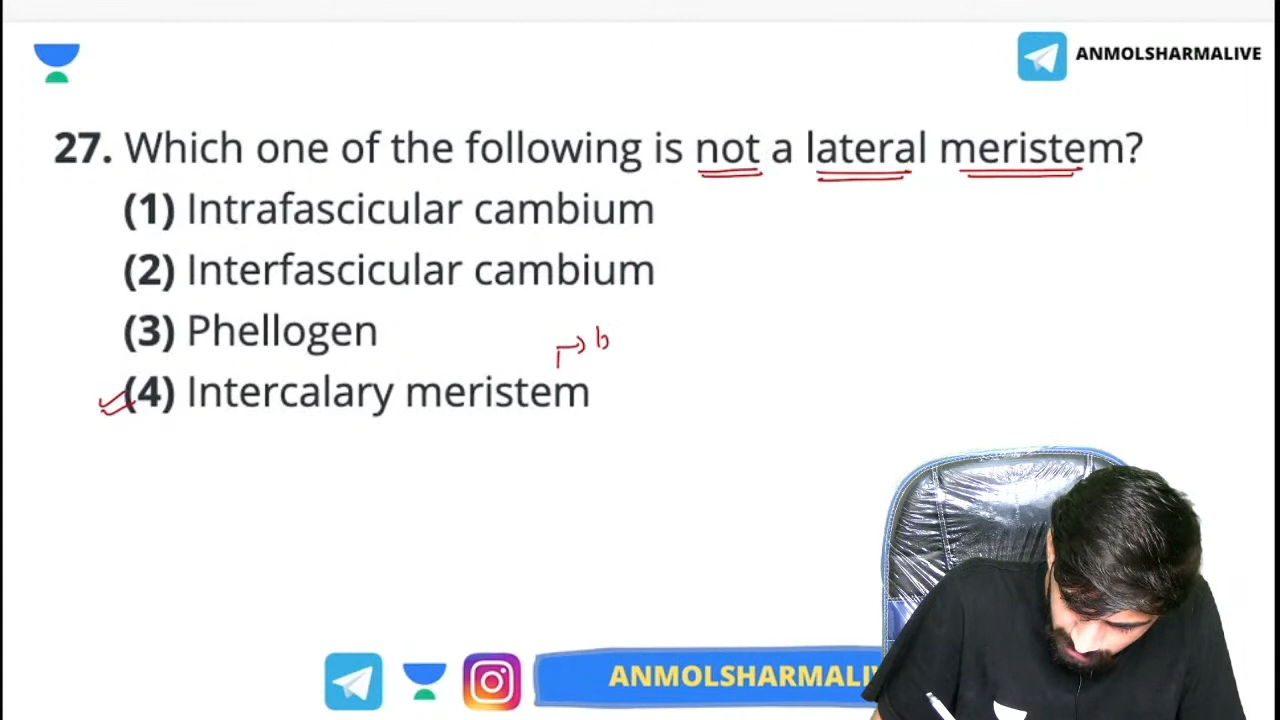 ANMOLSHARMALIVE
27. Which one of the following is not a lateral meristem?
(1) Intrafascicular cambium
(2) Interfascicular cambium
(3) Phellogen
b
(4) Intercalary meristem
ANMOLSHARMALI